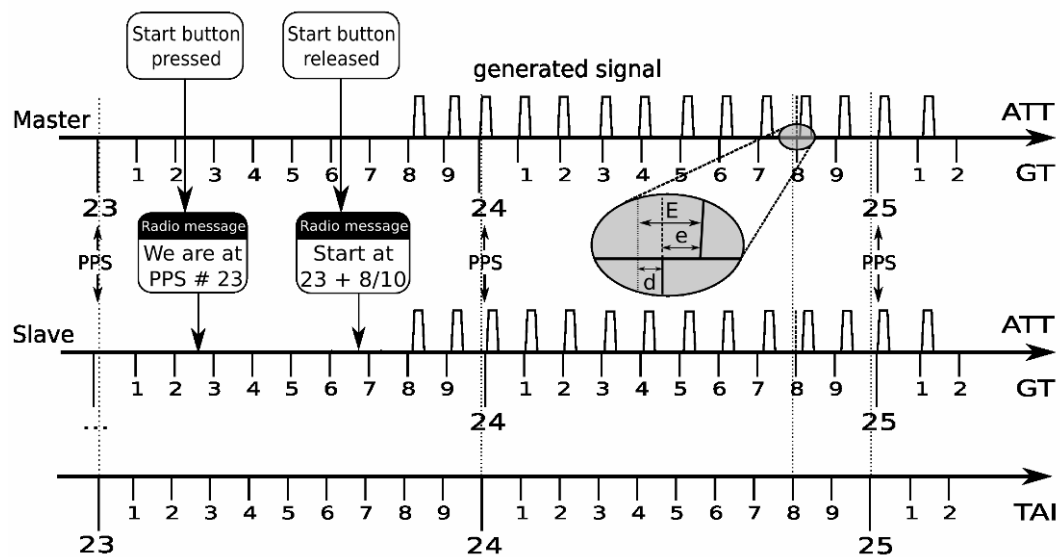 Start button
pressed
Start button
released
generated signal
Master
ATT
1 2 3 4 5 6 7 8 9 1 2 3 4 5 6 7 8 9 1 2
GT
23 24 25
Radio message
We are at
PPS # 23
Radio message
Start at
23 + 8/10
E
e
d
PPS PPS PPS
Slave
ATT
1 2 3 4 5 6 7 8 9 1 2 3 4 5 6 7 8 9 1 2
GT
... 24 25
1 2 3 4 5 6 7 8 9 1 2 3 4 5 6 7 8 9 1 2
TAI
23 24 25